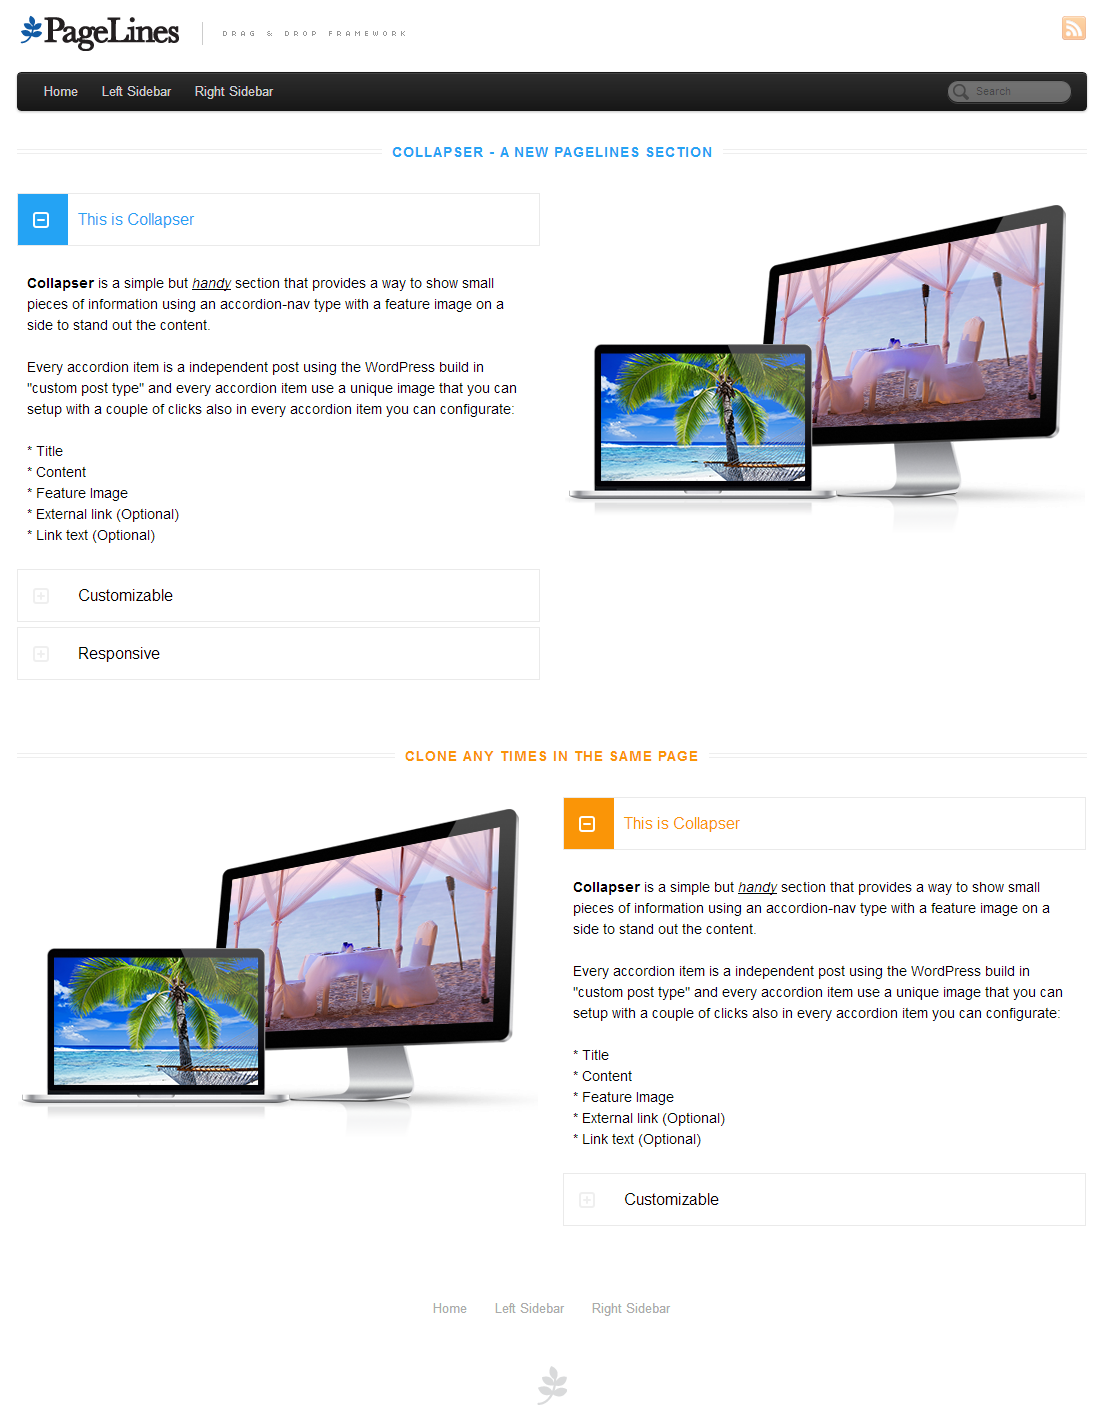 PageLines
DRAG & DROP FRAMEWORK
Home Left Sidebar Right Sidebar
Search
COLLAPSER - A NEW PAGELINES SECTION
This is Collapser
Collapser is a simple but handy section that provides a way to show small
pieces of information using an accordion-nav type with a feature image on a
side to stand out the content.
Every accordion item is a independent post using the WordPress build in
"custom post type" and every accordion item use a unique image that you can
setup with a couple of clicks also in every accordion item you can configurate:
* Title
* Content
* Feature Image
* External link (Optional)
* Link text (Optional)
Customizable
Responsive
CLONE ANY TIMES IN THE SAME PAGE
This is Collapser
Collapser is a simple but handy section that provides a way to show small
pieces of information using an accordion-nav type with a feature image on a
side to stand out the content.
Every accordion item is a independent post using the WordPress build in
"custom post type" and every accordion item use a unique image that you can
setup with a couple of clicks also in every accordion item you can configurate:
* Title
* Content
* Feature Image
* External link (Optional)
* Link text (Optional)
Customizable
Home Left Sidebar Right Sidebar